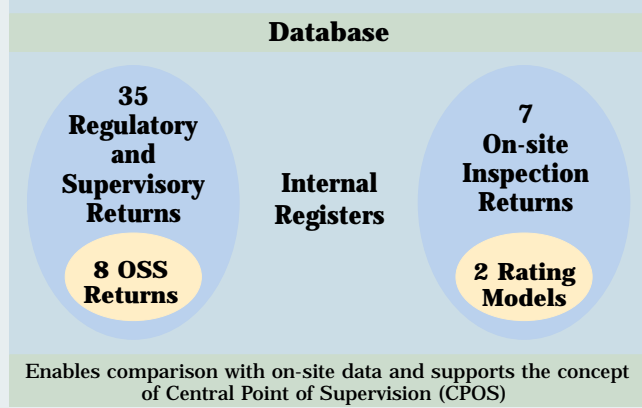 Database
35
Regulatory
and
Supervisory
Returns
8 OSS
Returns
Internal
Registers
7
On-site
Inspection
Returns
2 Rating
Models
Enables comparison with on-site data and supports the concept
of Central Point of Supervision (CPOS)